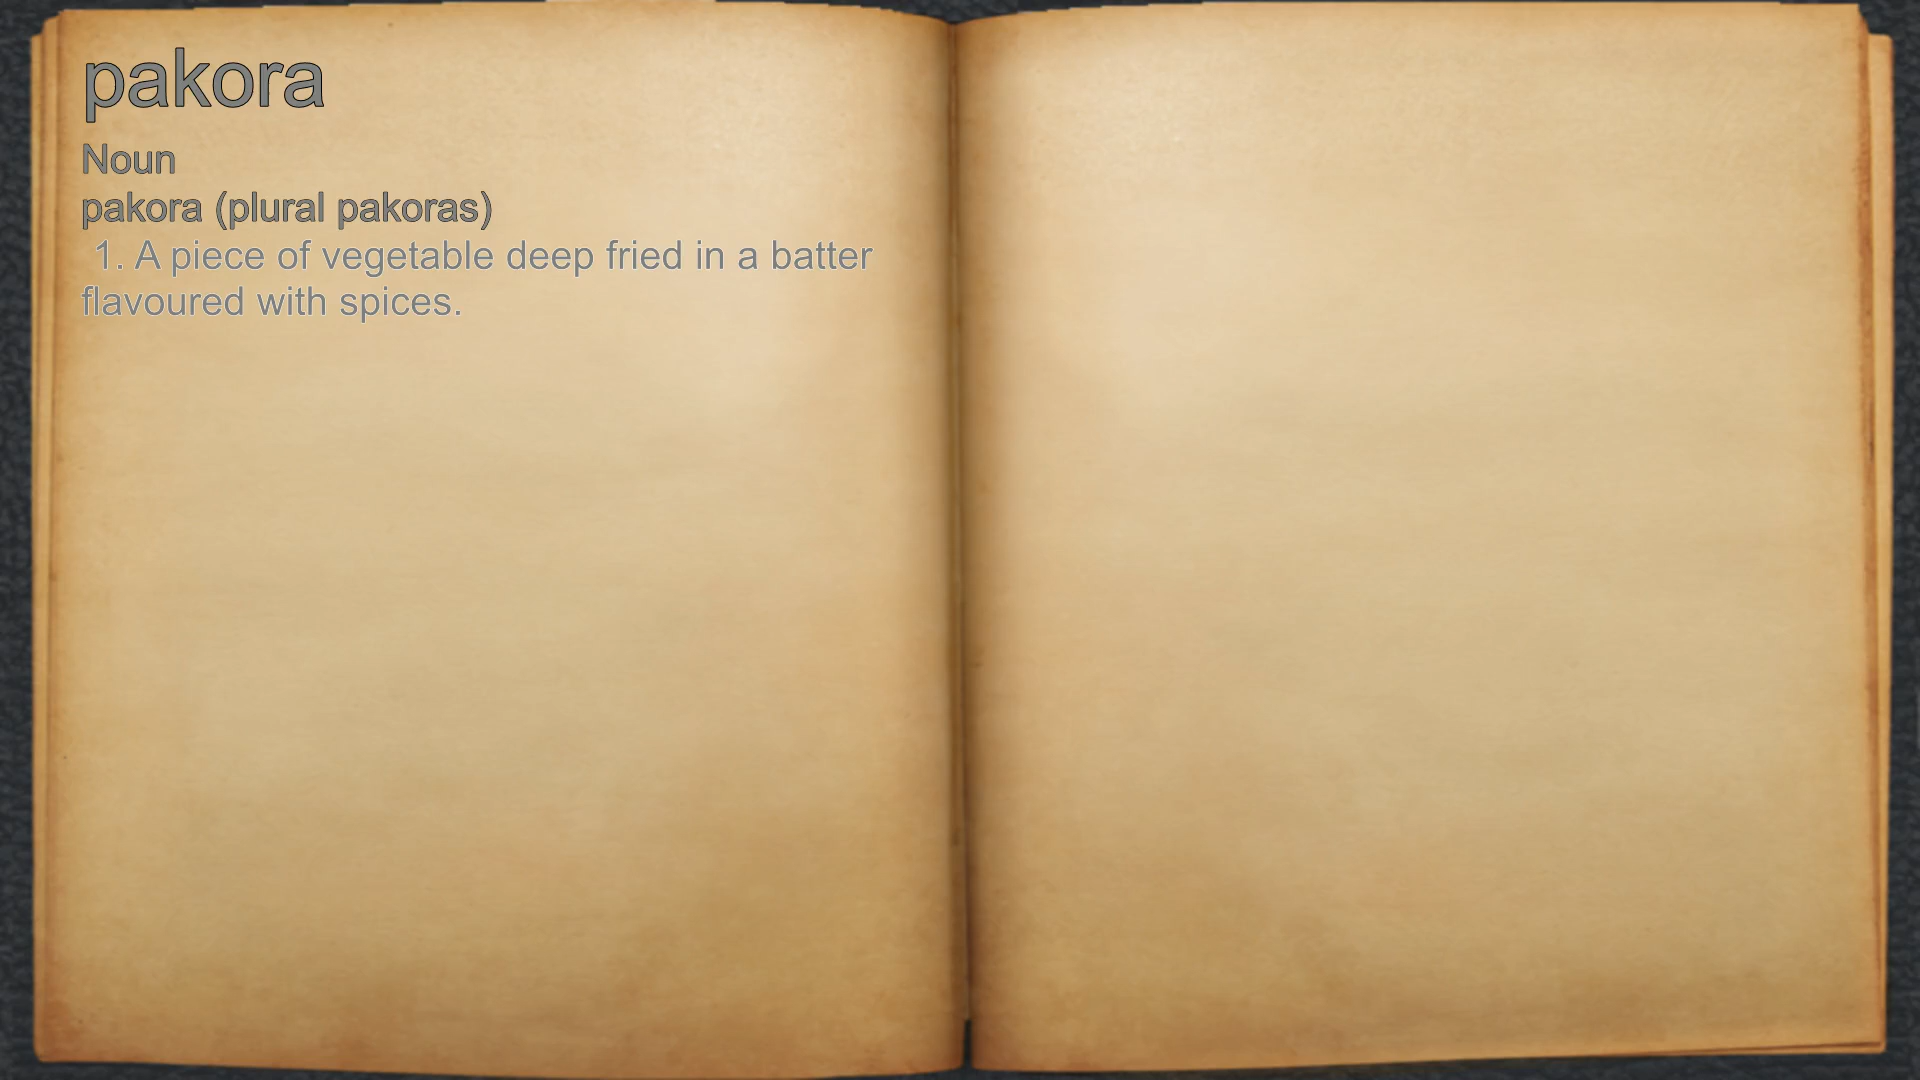 pakora
Noun
pakora (plural pakoras)
1. A piece of vegetable deep fried in a batter
flavoured with spices.